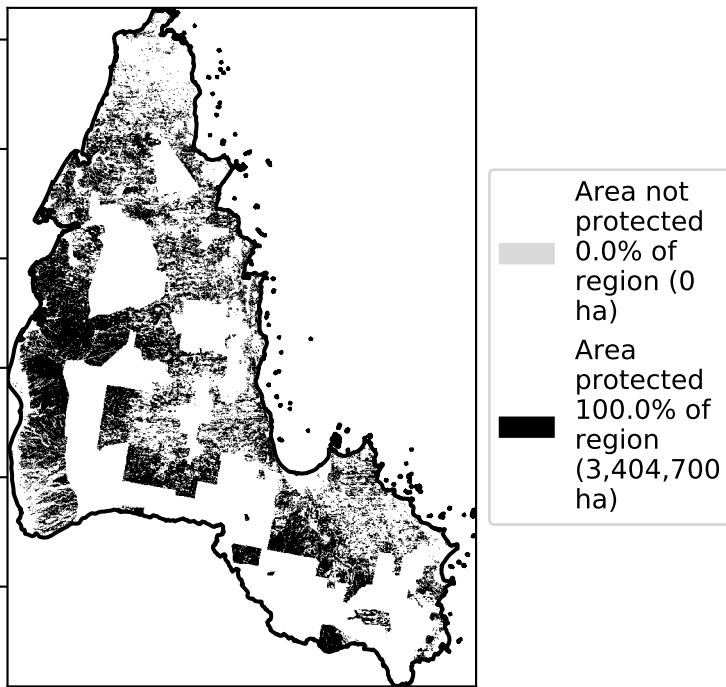 Area not
protected
0.0% of
region (0
ha)
Area
protected
100.0% of
region
(3,404,700
ha)